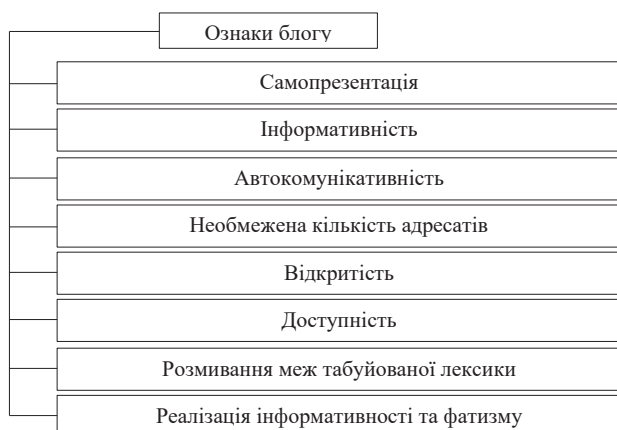 Ознаки блогу
Самопрезентація
Інформативність
Автокомунікативність
Необмежена кількість адресатів
Відкритість
Доступність
Розмивання меж табуйованої лексики
Реалізація інформативності та фатизму